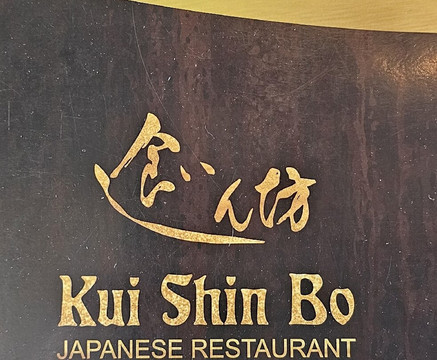 食いしん坊
Kui Shin Bo
JAPANESE RESTAURANT